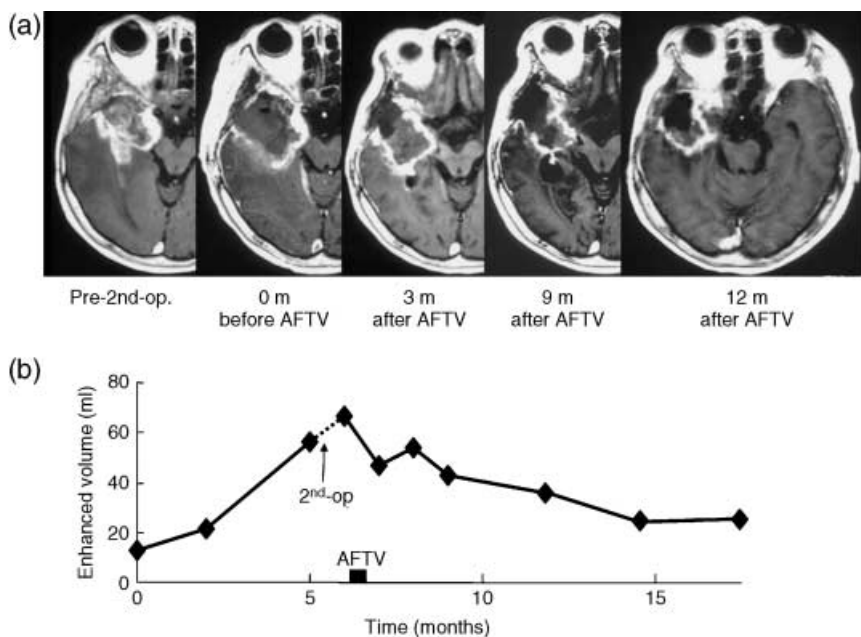 (a)
Pre-2nd-op.
0 m
before AFTV
3 m
after AFTV
9 m
after AFTV
12 m
after AFTV
(b)
Enhanced volume (ml)
80
60
40
20
0
2nd-op
AFTV
0
5
10
15
Time (months)